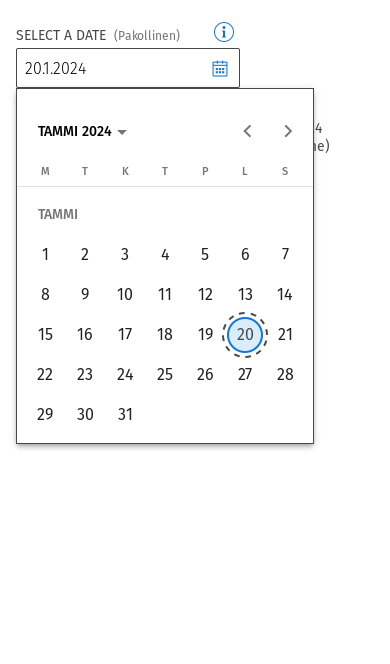 SELECT A DATE (Pakollinen)
20.1.2024
4
TAMMI 2024
M T K T P L S
TAMMI
1 2 3 4 5 6 7
8 9 10 11 12 13 14
15 16 17 18 19 20 21
22 23 24 25 26 27 28
29 30 31